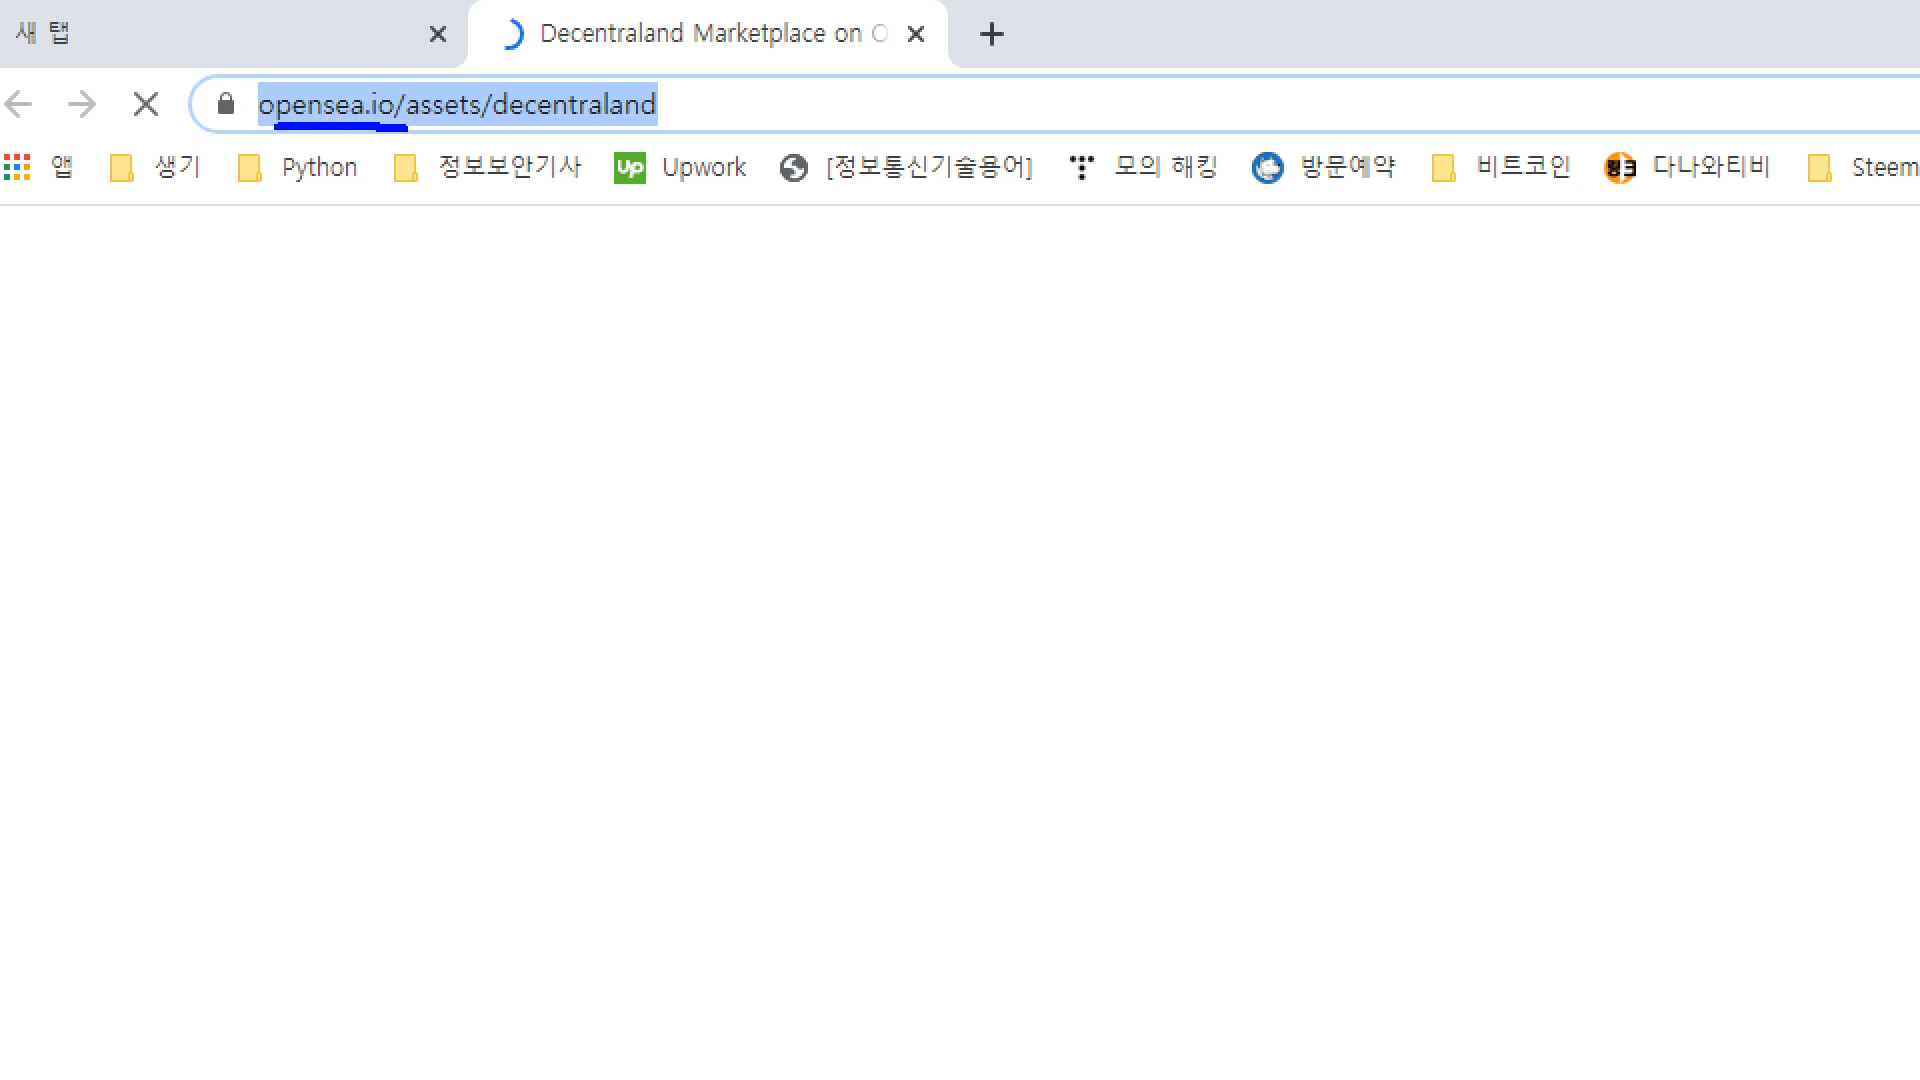 새 탭 Decentraland Marketplace on O
opensea.io/assets/decentraland
앱 생기 Python 정보보안기사 Up Upwork [정보통신기술용어] 모의 해킹 방문예약 비트코인 다나와티비 Steem